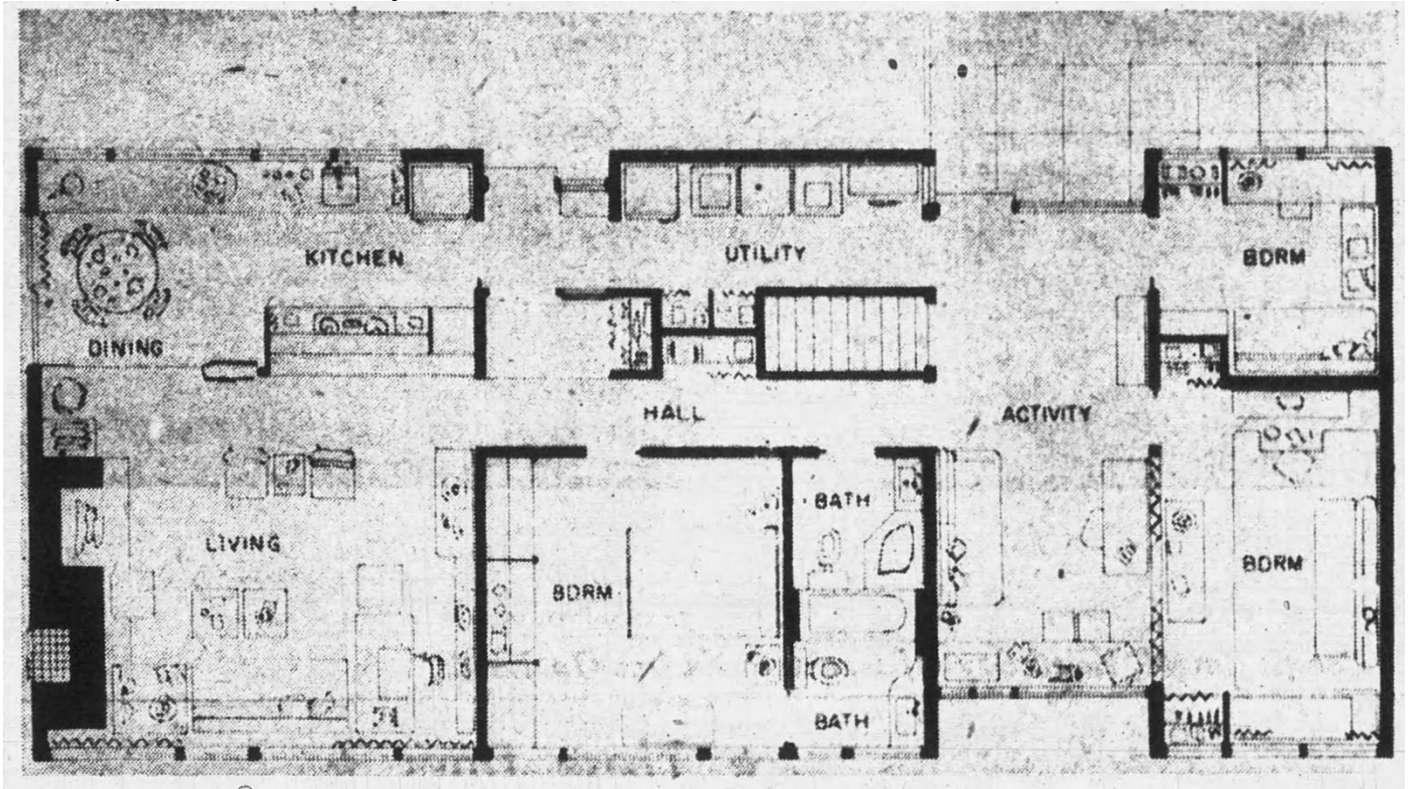 KITCHEN
UTILITY
BDRM
DINING
HALL
ACTIVITY
BATH
LIVING
BDRM
BDRM
BATH